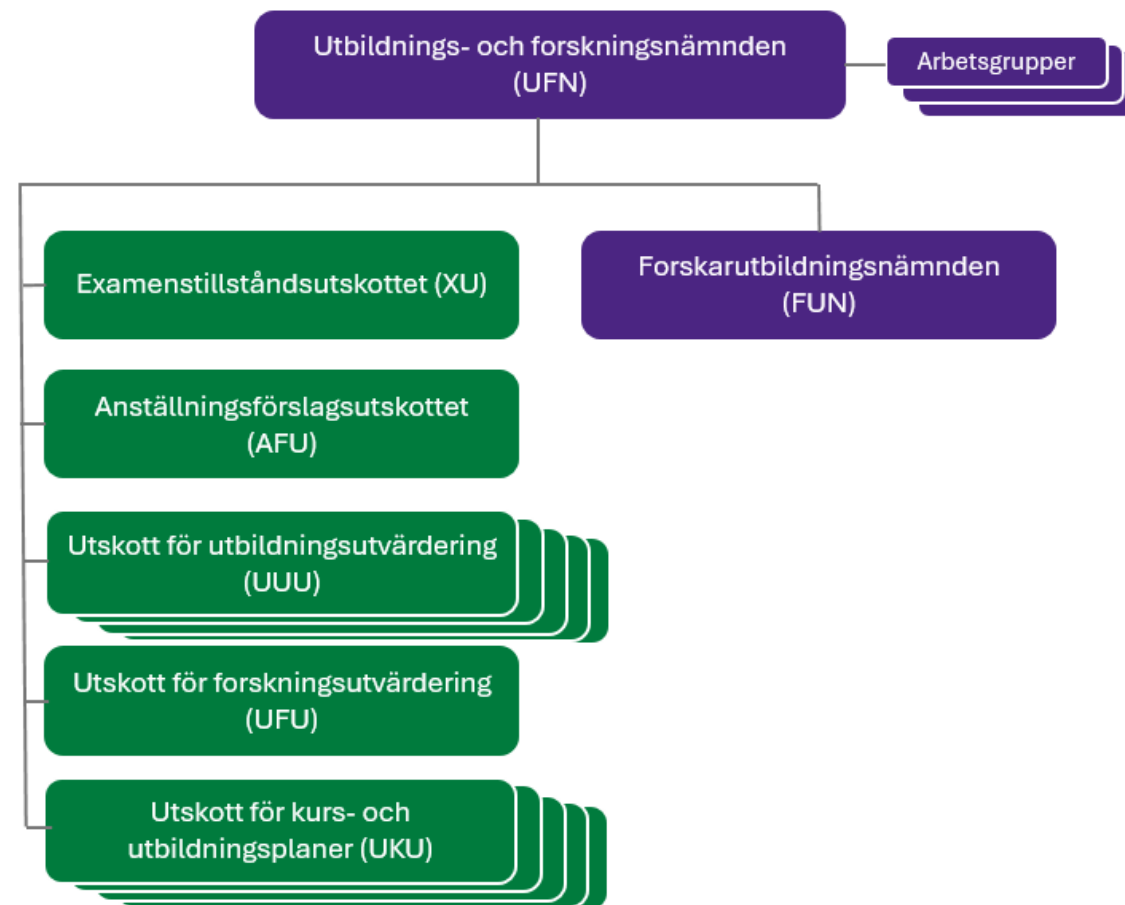 Utbildnings- och forskningsnämnden
(UFN)
Arbetsgrupper
Examenstillståndsutskottet (XU)
Forskarutbildningsnämnden
(FUN)
Anställningsförslagsutskottet
(AFU)
Utskott för utbildningsutvärdering
(UUU)
Utskott för forskningsutvärdering
(UFU)
Utskott för kurs- och
utbildningsplaner (UKU)